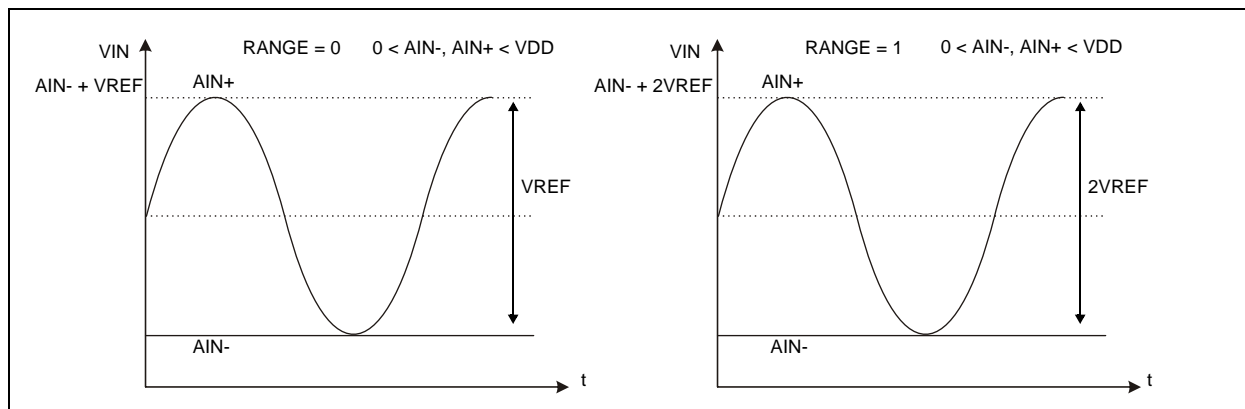 VIN
RANGE = 0 0 < AIN-, AIN+ < VDD
AIN- + VREF
AIN+
VREF
AIN-
t
VIN
RANGE = 1 0 < AIN-, AIN+ < VDD
AIN- + 2VREF
AIN+
2VREF
AIN-
t